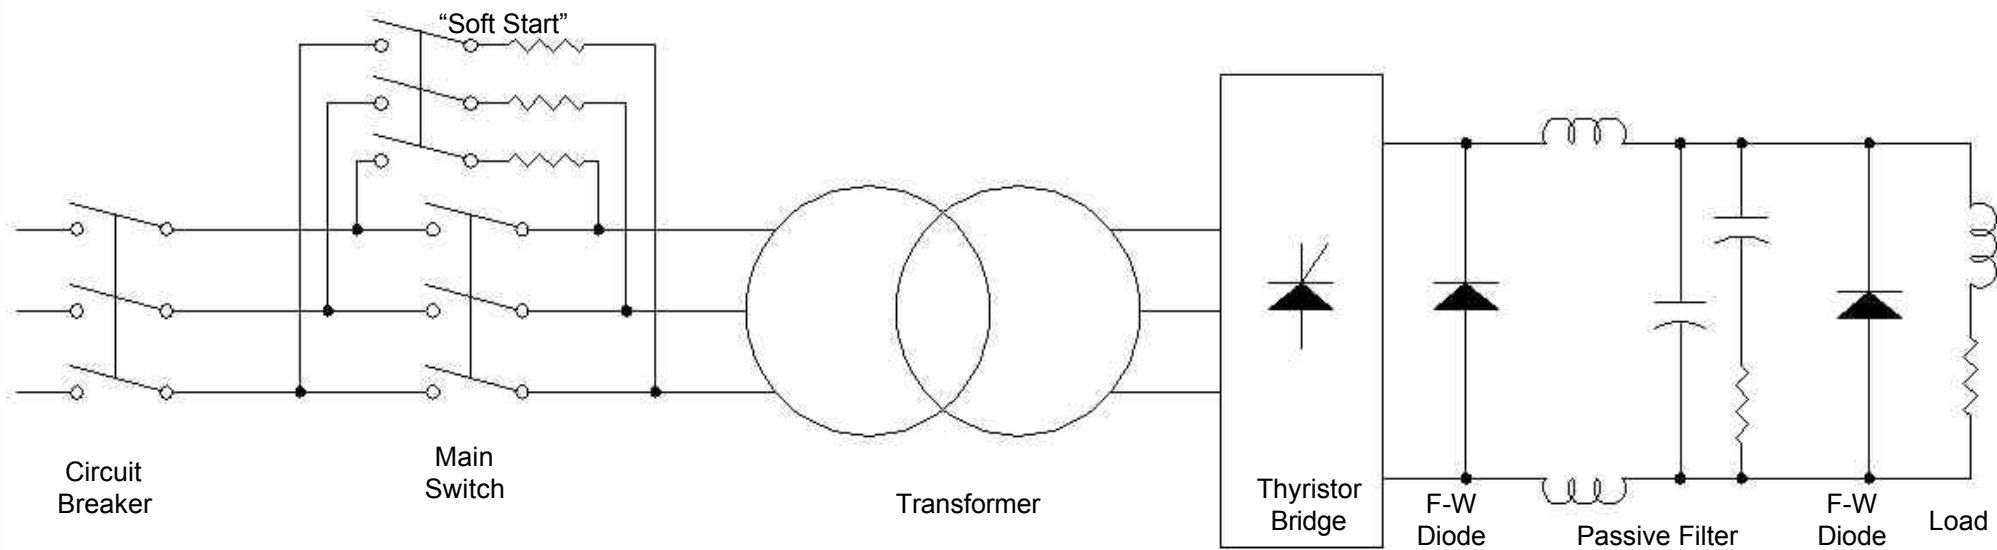 “Soft Start”
Circuit
Breaker
Main
Switch
Transformer
Thyristor
Bridge
F-W
Diode
Passive Filter
F-W
Diode
Load